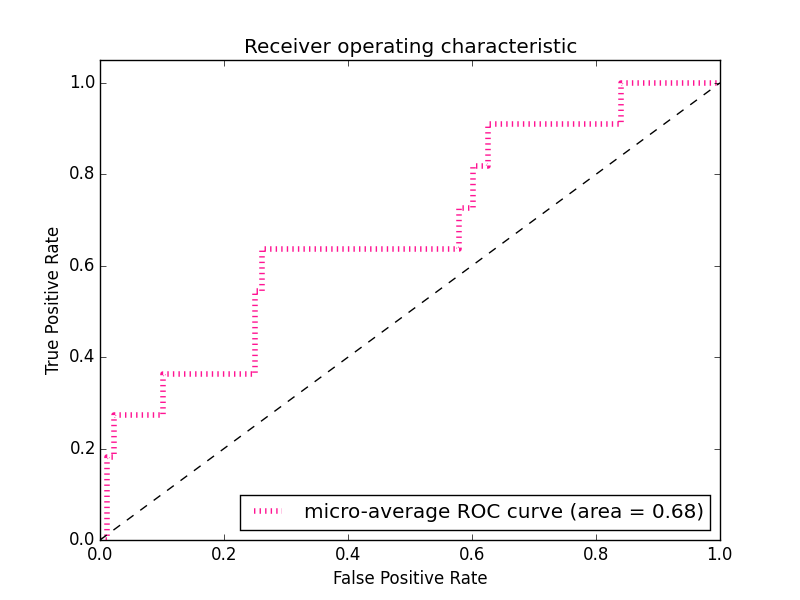 Receiver operating characteristic
1.0
0.8
0.6
0.4
0.2
0.0
True Positive Rate
micro-average ROC curve (area = 0.68)
0.0 0.2 0.4 0.6 0.8 1.0
False Positive Rate